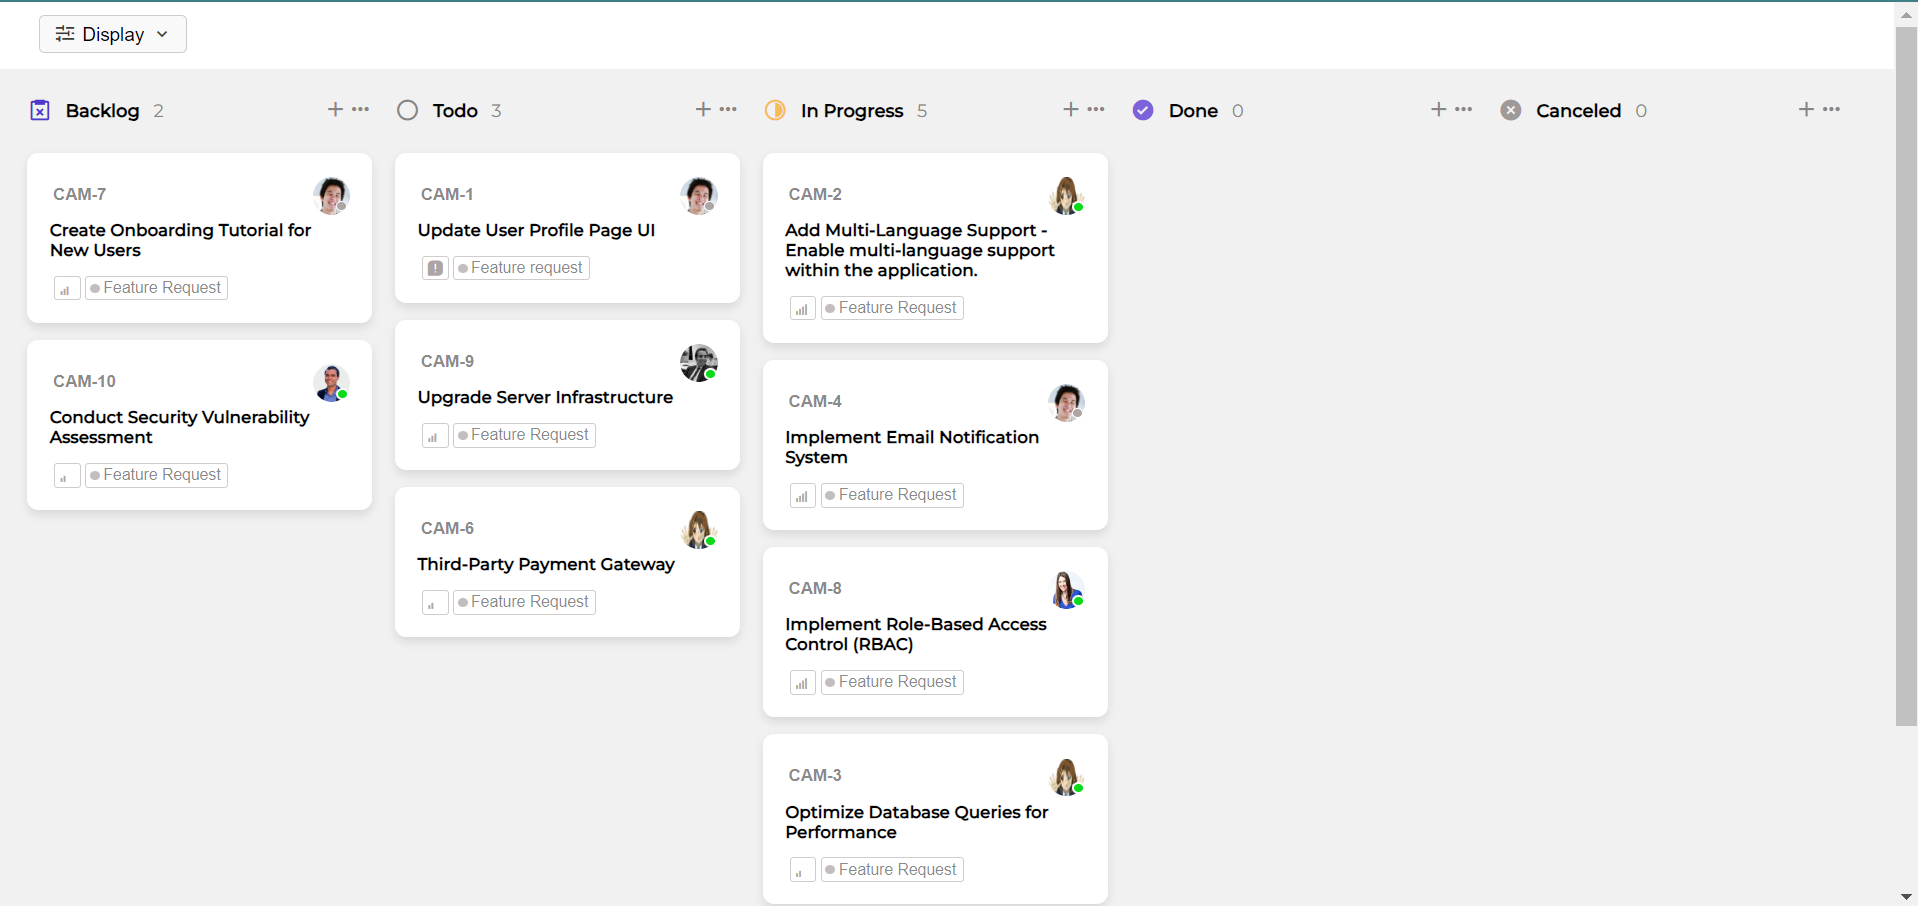 Display
Backlog 2
CAM-7
Create Onboarding Tutorial for
New Users
Feature Request
CAM-10
Conduct Security Vulnerability
Assessment
Feature Request
Todo 3
CAM-1
Update User Profile Page UI
Feature request
CAM-9
Upgrade Server Infrastructure
Feature Request
CAM-6
Third-Party Payment Gateway
Feature Request
In Progress 5
CAM-2
Add Multi-Language Support -
Enable multi-language support
within the application.
Feature Request
CAM-4
Implement Email Notification
System
Feature Request
CAM-8
Implement Role-Based Access
Control (RBAC)
Feature Request
CAM-3
Optimize Database Queries for
Performance
Feature Request
Done 0
Canceled 0